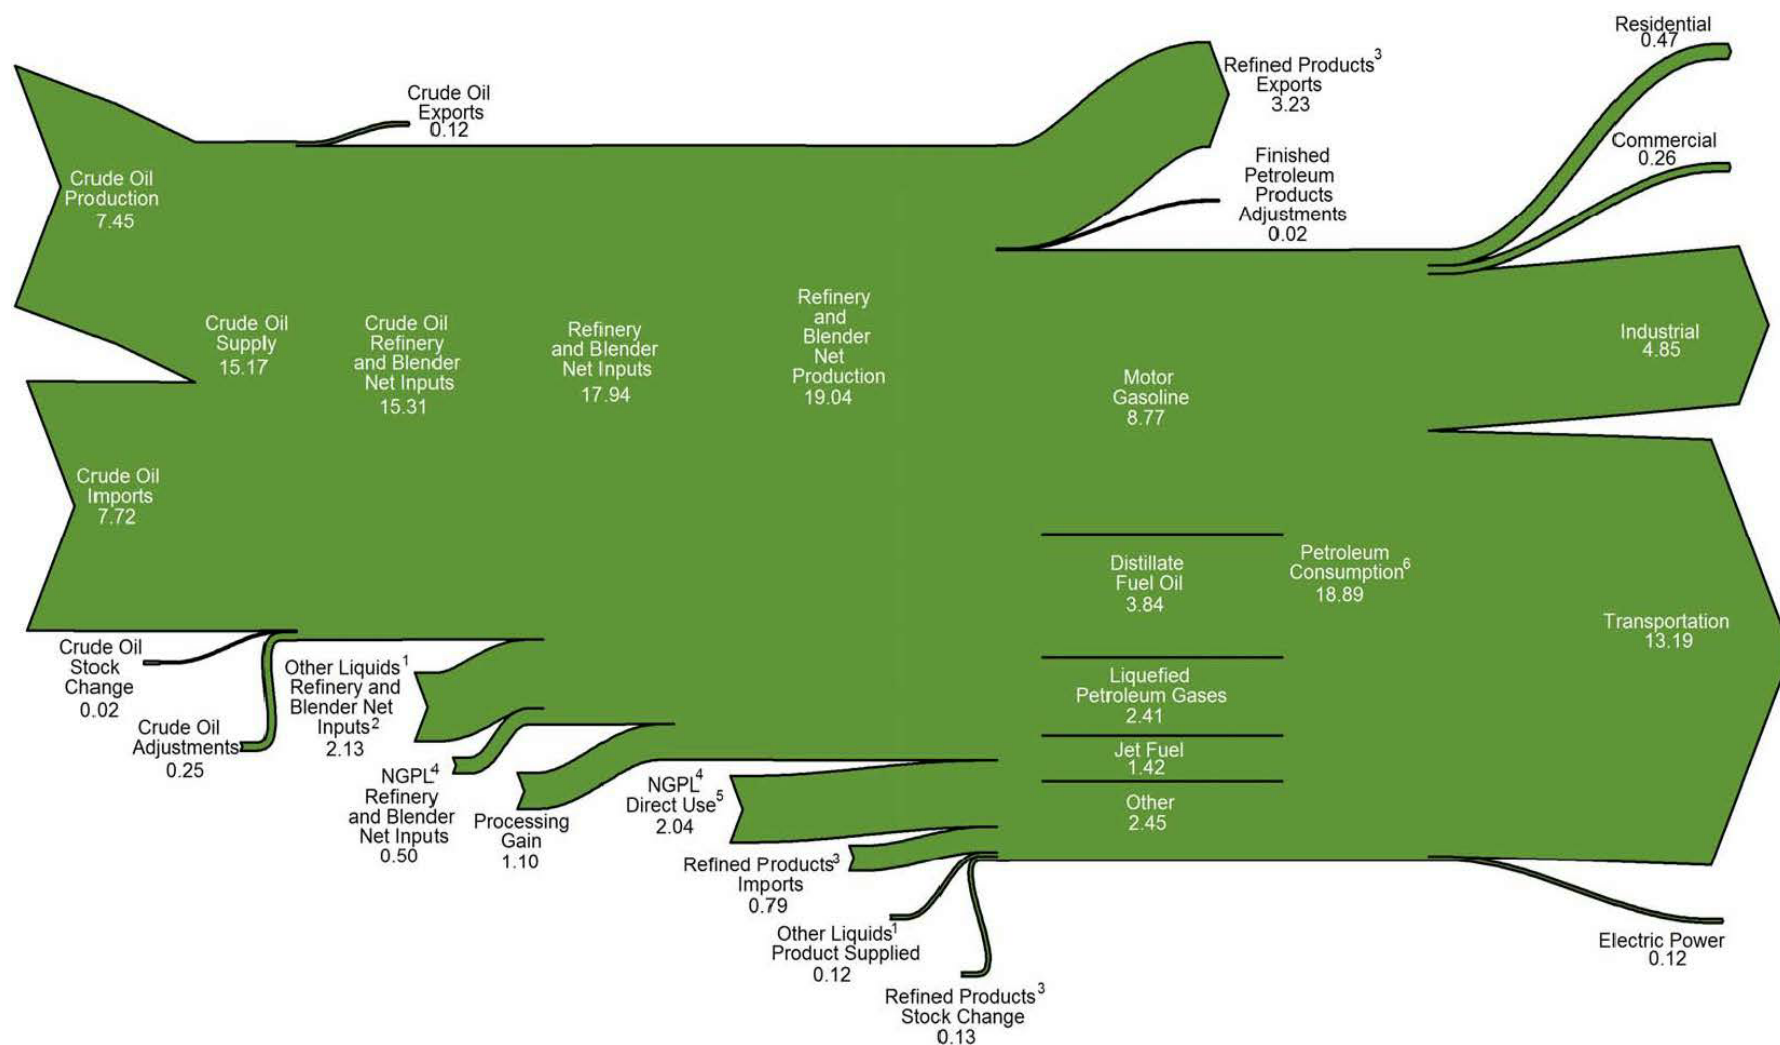 Residential
0.47
Crude Oil
Exports
0.12
Refined Products3
Exports
3.23
Commercial
0.26
Finished
Petroleum
Products
Adjustments
0.02
Crude Oil
Production
7.45
Crude Oil
Supply
15.17
Crude Oil
Refinery
and Blender
Net Inputs
15.31
Refinery
and Blender
Net Inputs
17.94
Refinery
and
Blender
Net
Production
19.04
Motor
Gasoline
8.77
Industrial
4.85
Crude Oil
Imports
7.72
Distillate
Fuel Oil
3.84
Petroleum
Consumption6
18.89
Transportation
13.19
Crude Oil
Stock
Change
0.02
Crude Oil
Adjustments
0.25
Other Liquids1
Refinery and
Blender Net
Inputs2
2.13
NGPL4
Refinery
and Blender
Net Inputs
0.50
Processing
Gain
1.10
NGPL4
Direct Use5
2.04
Liquefied
Petroleum Gases
2.41
Jet Fuel
1.42
Other
2.45
Refined Products3
Imports
0.79
Other Liquids1
Product Supplied
0.12
Refined Products3
Stock Change
0.13
Electric Power
0.12